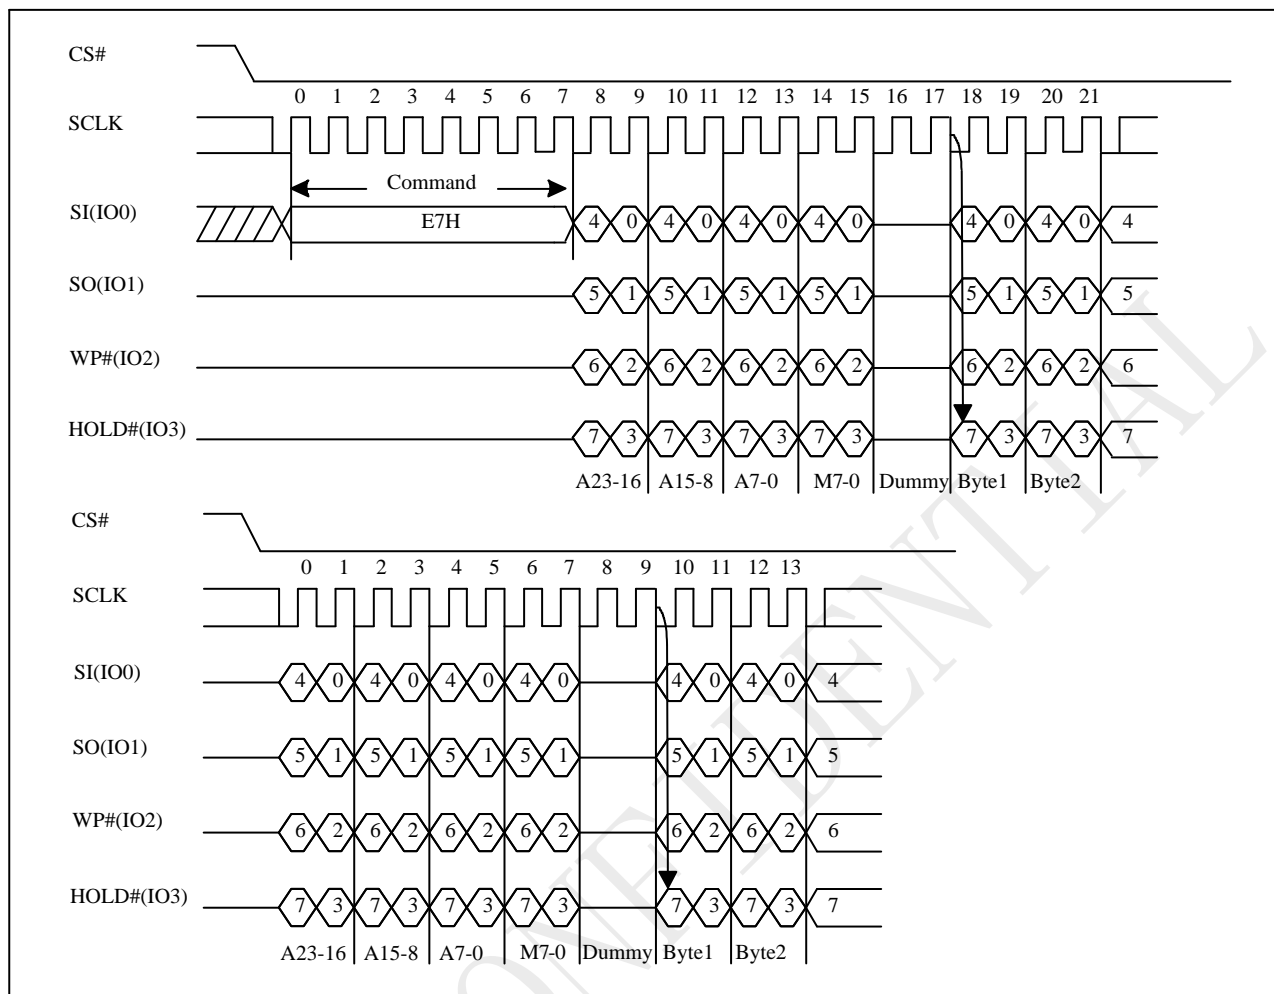 CS#
0 1 2 3 4 5 6 7 8 9 10 11 12 13 14 15 16 17 18 19 20 21
SCLK
Command
SI(IO0) E7H 4 0 4 0 4 0 4 0 4 0 4 0 4
SO(IO1) 5 1 5 1 5 1 5 1 5 1 5 1 5
WP#(IO2) 6 2 6 2 6 2 6 2 6 2 6 2 6
HOLD#(IO3) 7 3 7 3 7 3 7 3 7 3 7 3 7
A23-16 A15-8 A7-0 M7-0 Dummy Byte1 Byte2
CS#
0 1 2 3 4 5 6 7 8 9 10 11 12 13
SCLK
SI(IO0) 4 0 4 0 4 0 4 0 4 0 4 0 4
SO(IO1) 5 1 5 1 5 1 5 1 5 1 5 1 5
WP#(IO2) 6 2 6 2 6 2 6 2 6 2 6 2 6
HOLD#(IO3) 7 3 7 3 7 3 7 3 7 3 7 3 7
A23-16 A15-8 A7-0 M7-0 Dummy Byte1 Byte2
ONFIDENTIAL